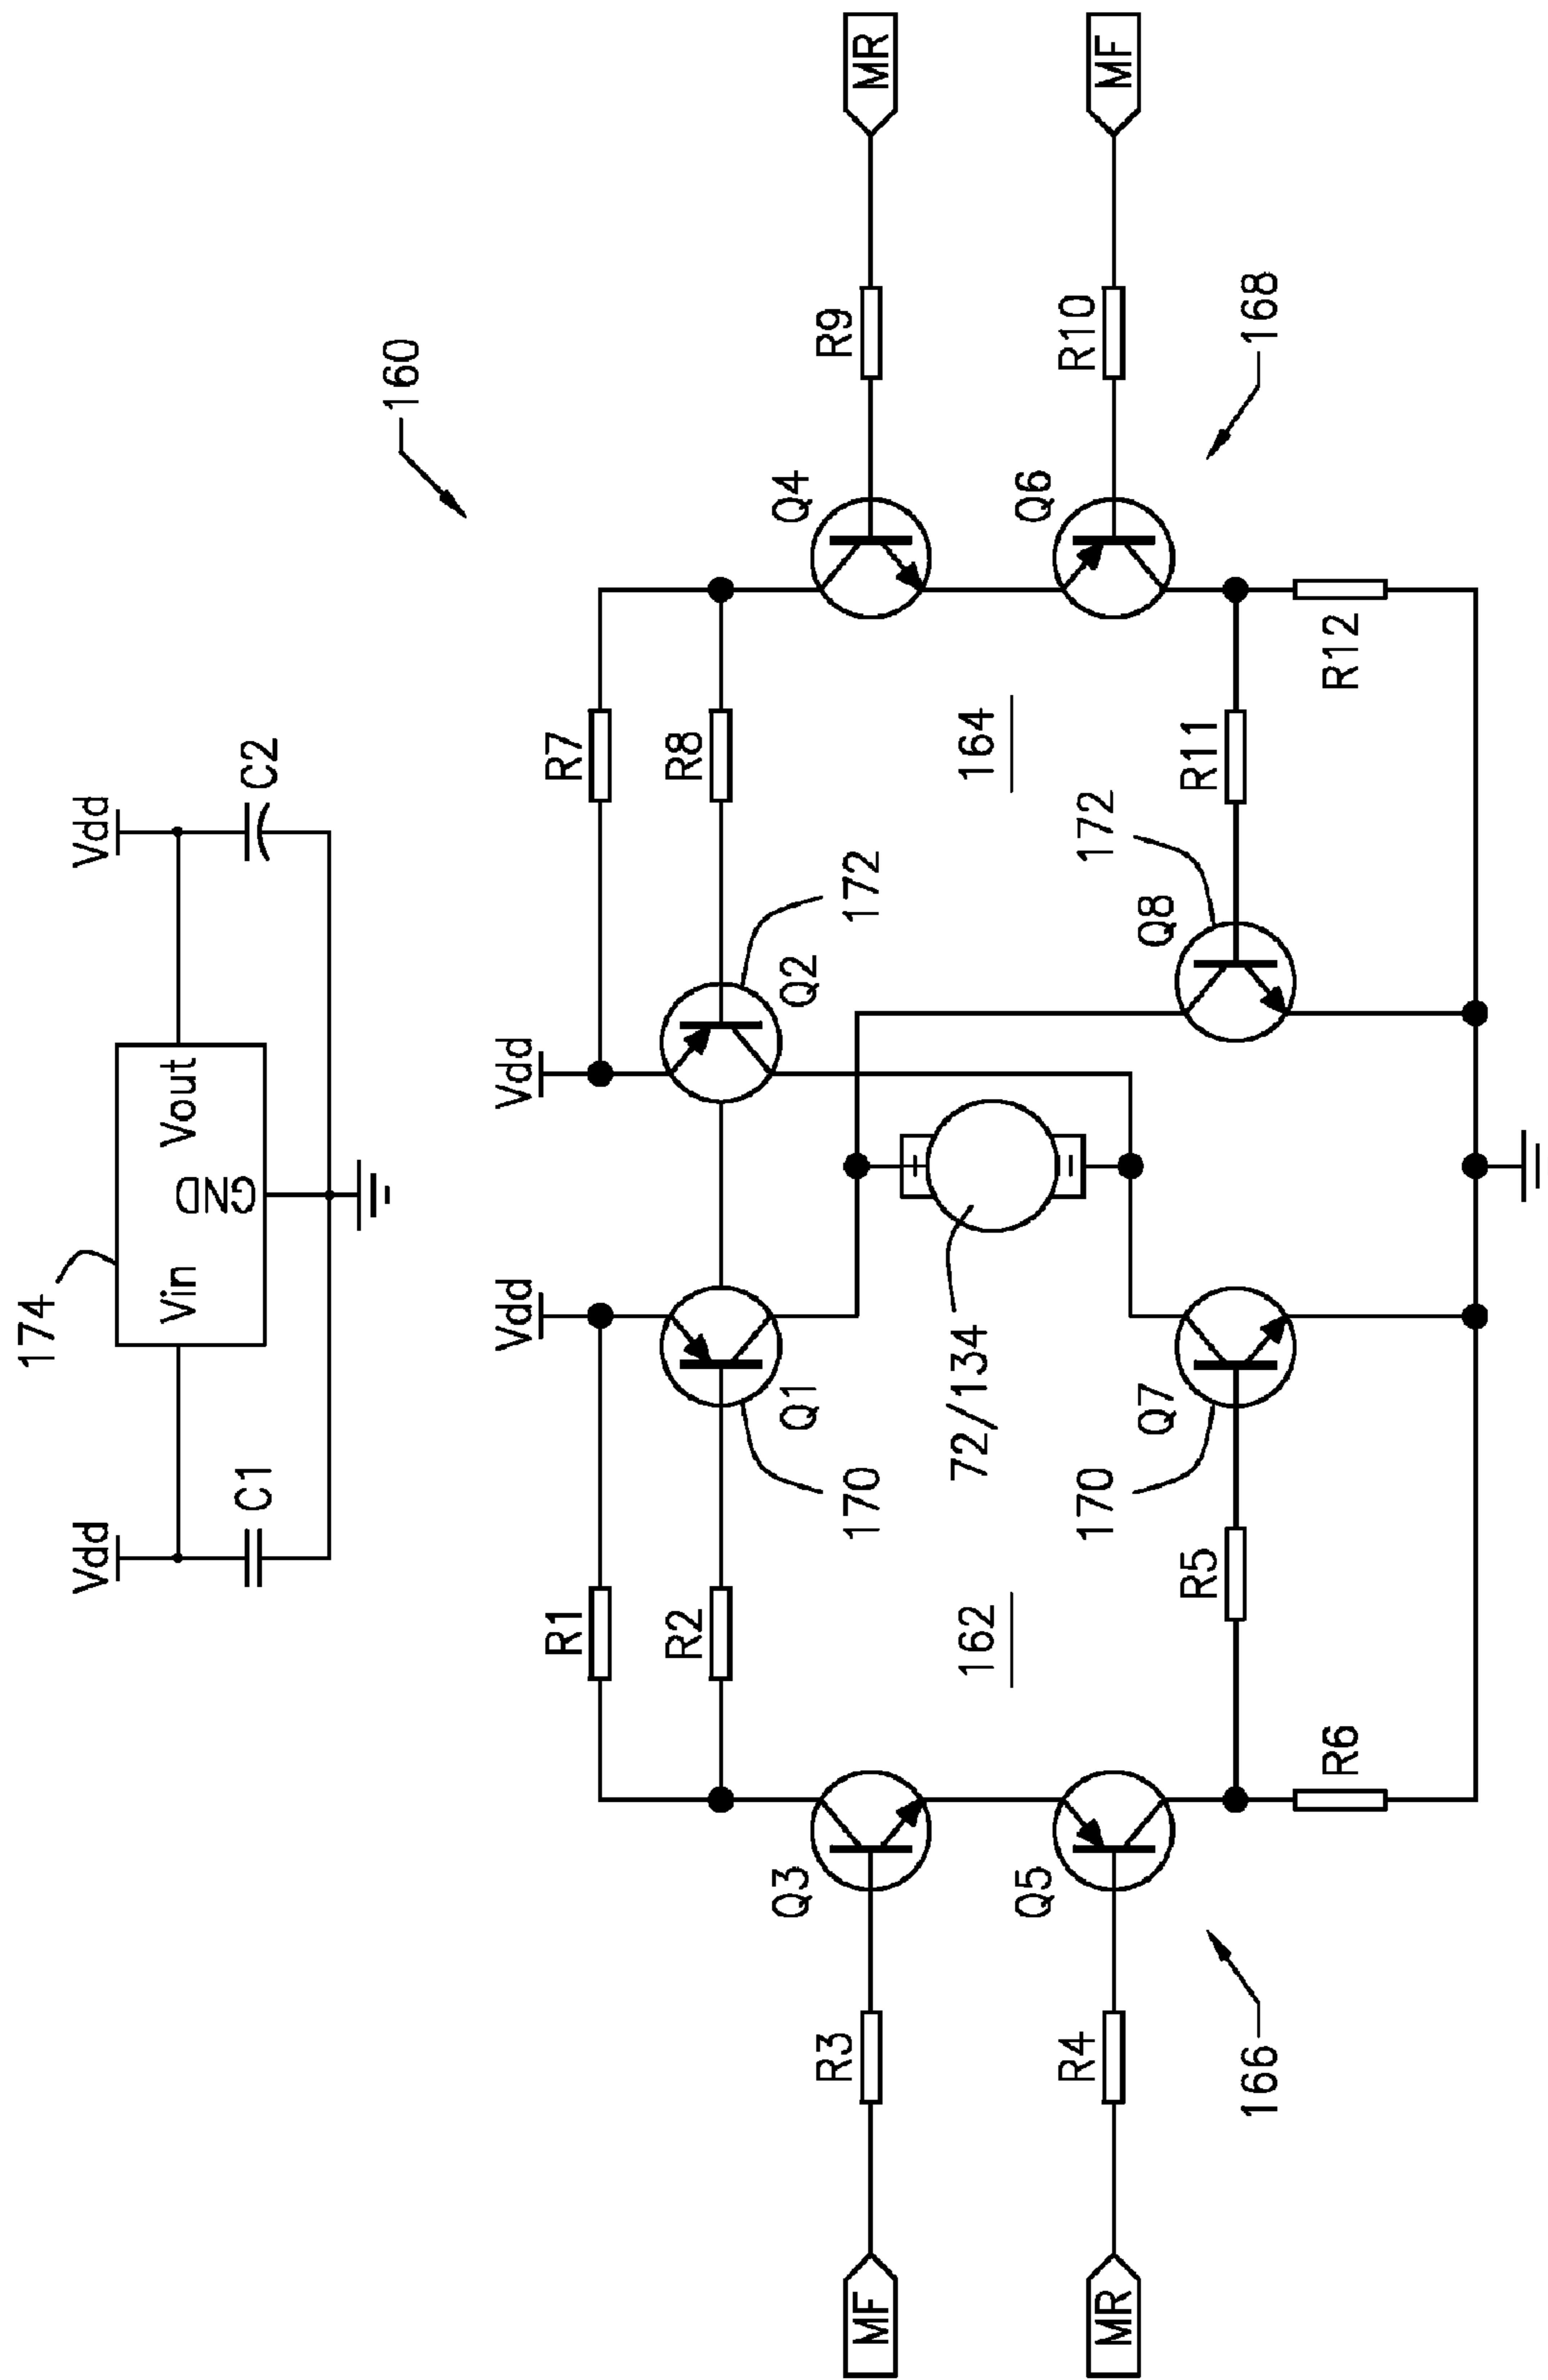 174
Vdd
Vdd
Vin
Vout
GND
C1
C2
160
Vdd
Vdd
R1
R7
R2
R8
Q1
Q2
170
172
MF
R3
Q3
Q4
R9
MR
162
72/134
164
MR
R4
Q5
Q6
R10
MF
170
172
Q7
Q8
R5
R11
166
168
R6
R12